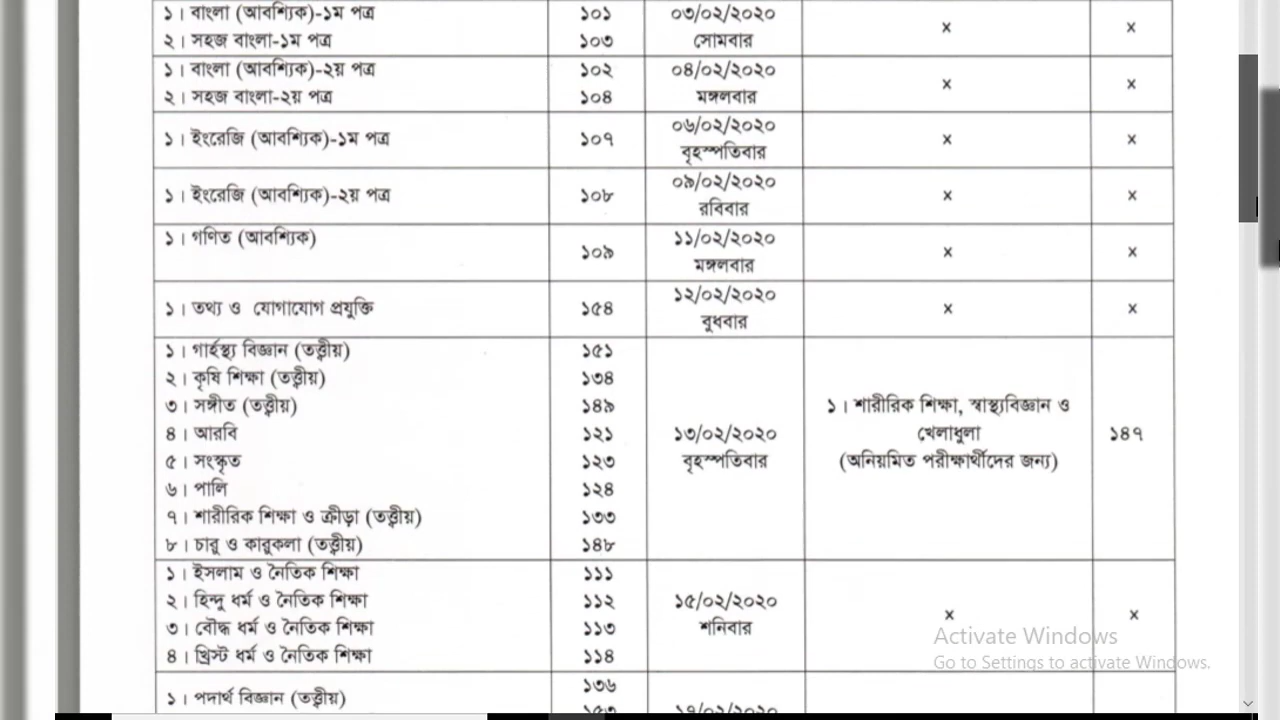 ১। বাংলা (আবশ্যিক)-১ম পত্র ১০১ ০৩/০২/২০২০ x x
২। সহজ বাংলা-১ম পত্র ১০৩ সোমবার
১। বাংলা (আবশ্যিক)-২য় পত্র ১০২ ০৪/০২/২০২০ x x
২। সহজ বাংলা-২য় পত্র ১০৪ মঙ্গলবার
১। ইংরেজি (আবশ্যিক)-১ম পত্র ১০৭ ০৬/০২/২০২০ x x
বৃহস্পতিবার
১। ইংরেজি (আবশ্যিক)-২য় পত্র ১০৮ ০৯/০২/২০২০ x x
রবিবার
১। গণিত (আবশ্যিক) ১০৯ ১১/০২/২০২০ x x
মঙ্গলবার
১। তথ্য ও যোগাযোগ প্রযুক্তি ১৫৪ ১২/০২/২০২০ x x
বুধবার
১। গার্হস্থ্য বিজ্ঞান (তত্ত্বীয়) ১৫১
২। কৃষি শিক্ষা (তত্ত্বীয়) ১৩৪
৩। সঙ্গীত (তত্ত্বীয়) ১৪৯ ১। শারীরিক শিক্ষা, স্বাস্থ্যবিজ্ঞান ও
৪। আরবি ১২১ ১৩/০২/২০২০ খেলাধুলা ১৪৭
৫। সংস্কৃত ১২৩ বৃহস্পতিবার (অনিয়মিত পরীক্ষার্থীদের জন্য)
৬। পালি ১২৪
৭। শারীরিক শিক্ষা ও ক্রীড়া (তত্ত্বীয়) ১৩৩
৮। চারু ও কারুকলা (তত্ত্বীয়) ১৪৮
১। ইসলাম ও নৈতিক শিক্ষা ১১১
২। হিন্দু ধর্ম ও নৈতিক শিক্ষা ১১২ ১৫/০২/২০২০ x x
৩। বৌদ্ধ ধর্ম ও নৈতিক শিক্ষা ১১৩ শনিবার
৪। খ্রিস্ট ধর্ম ও নৈতিক শিক্ষা ১১৪
Activate Windows
Go to Settings to activate Windows.
১। পদার্থ বিজ্ঞান (তত্ত্বীয়) ১৩৬
১৭/০২/২০২০